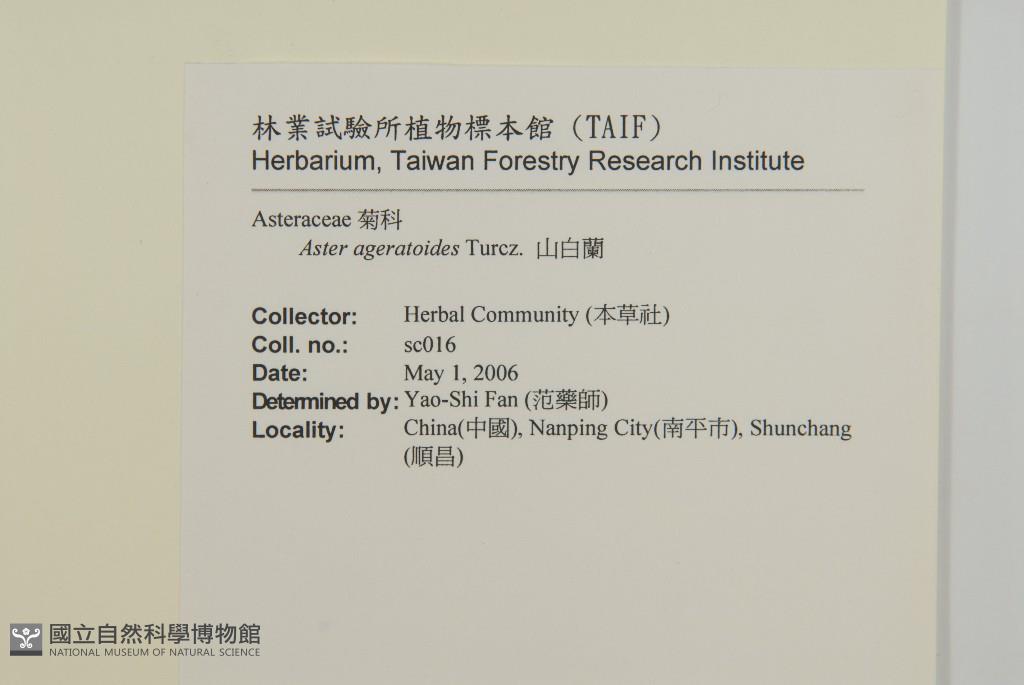 林業試驗所植物標本館 (TAIF)
Herbarium, Taiwan Forestry Research Institute
Asteraceae 菊科
Aster ageratoides Turcz. 山白蘭
Collector: Herbal Community (本草社)
Coll. no.: sc016
Date: May 1, 2006
Determined by: Yao-Shi Fan (范藥師)
Locality: China(中國), Nanping City(南平市), Shunchang
(順昌)
國立自然科學博物館
NATIONAL MUSEUM OF NATURAL SCIENCE